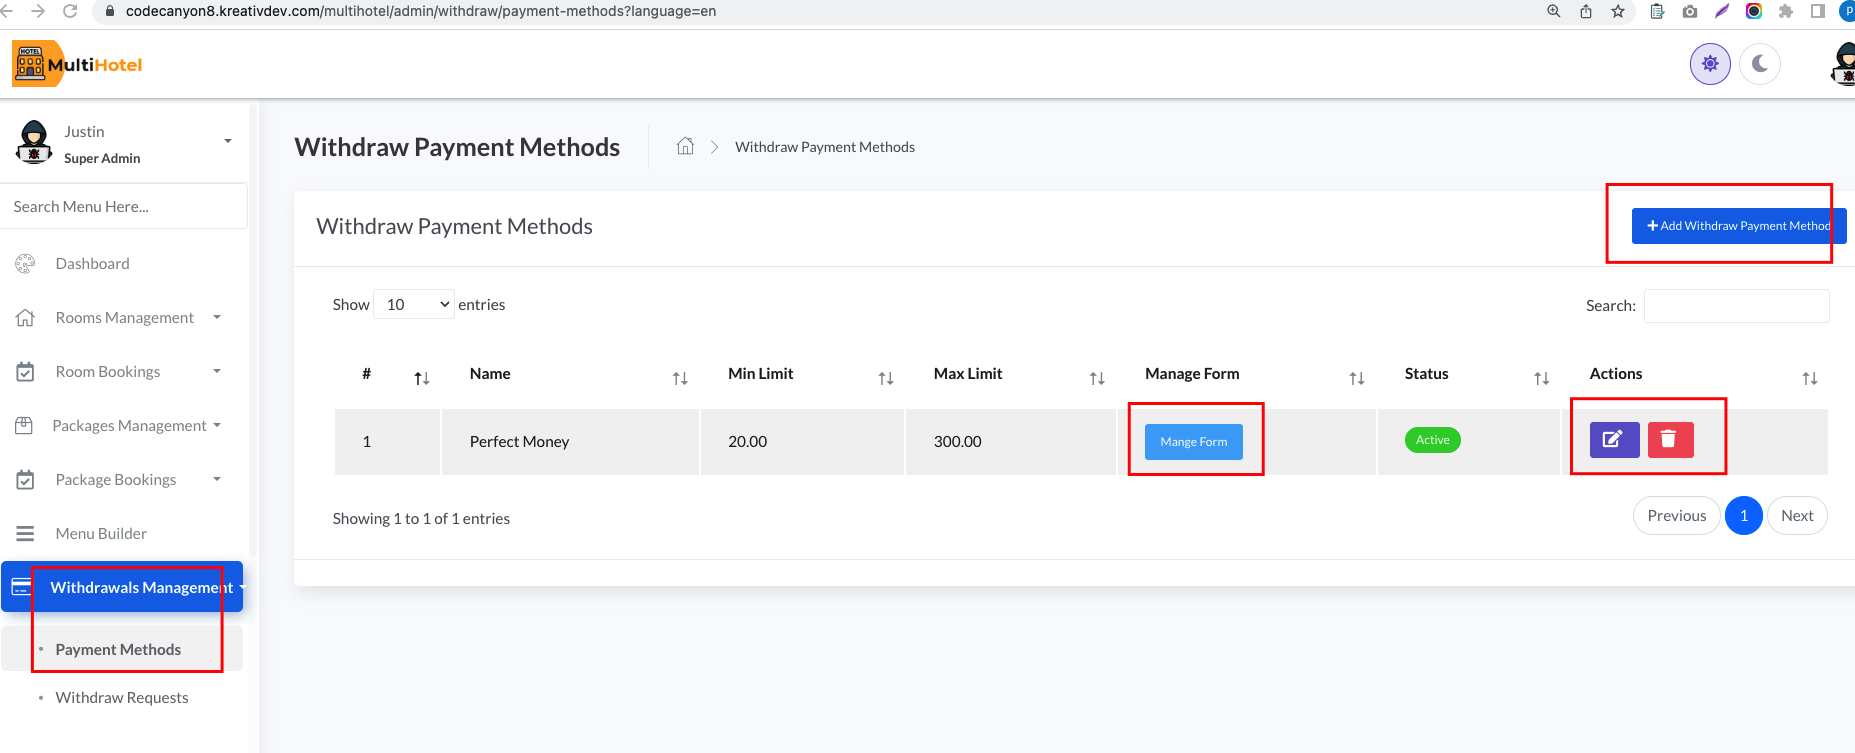 codecanyon8.kreativdev.com/multihotel/admin/withdraw/payment-methods?language=en
P
HOTEL
MultiHotel
Justin
Super Admin
Search Menu Here...
Dashboard
Rooms Management
Room Bookings
Packages Management
Package Bookings
Menu Builder
Withdrawals Management
Payment Methods
Withdraw Requests
Withdraw Payment Methods
Withdraw Payment Methods
Withdraw Payment Methods
Add Withdraw Payment Method
Show 10 entries
Search:
# Name Min Limit Max Limit Manage Form Status Actions
1 Perfect Money 20.00 300.00 Mange Form Active
Showing 1 to 1 of 1 entries
Previous 1 Next